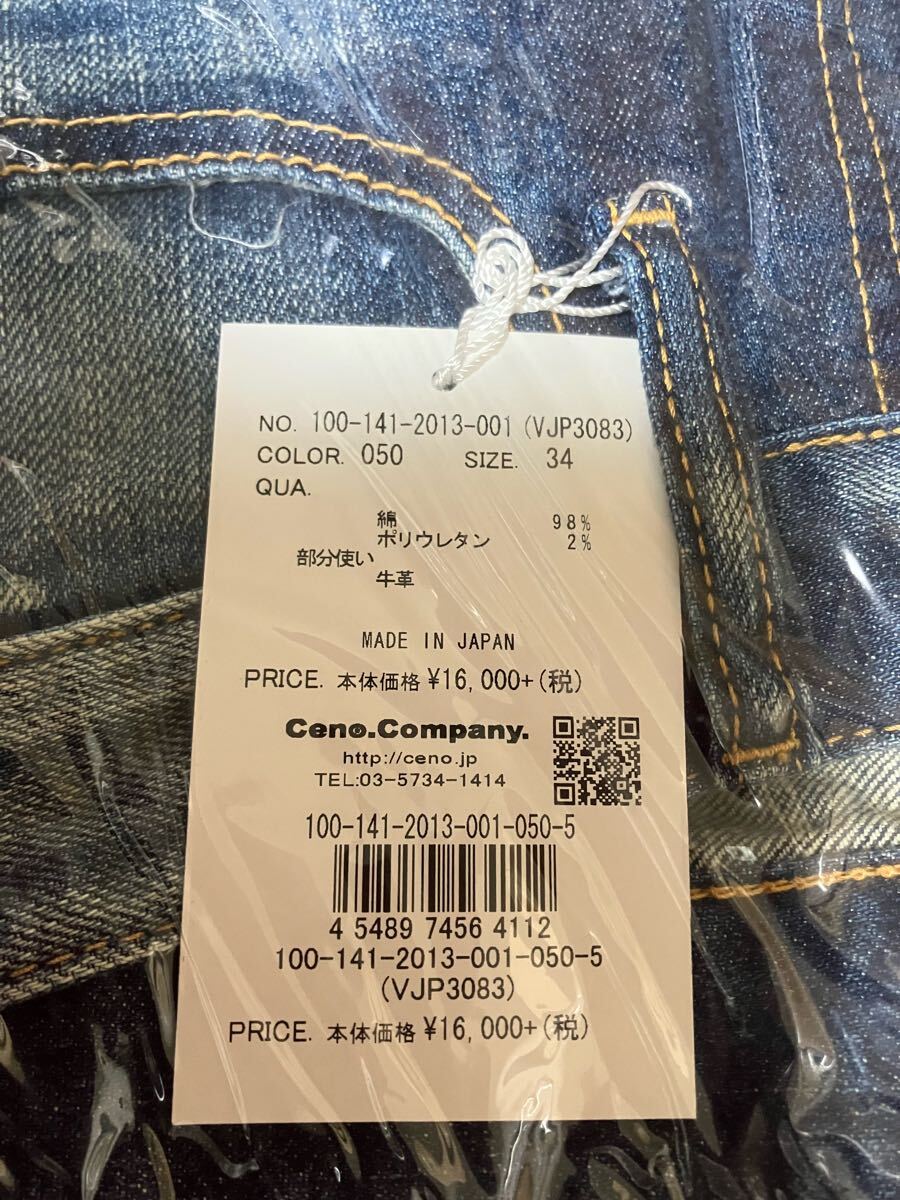 NO. 100-141-2013-001 (VJP3083)
COLOR. 050 SIZE. 34
QUA.
綿 98%
ポリウレタン 2%
部分使い
牛革
MADE IN JAPAN
PRICE. 本体価格 ¥16,000+(税)
Ceno.Company.
http://ceno.jp
TEL:03-5734-1414
100-141-2013-001-050-5
4 54897 4564112
100-141-2013-001-050-5
(VJP3083)
PRICE. 本体価格 ¥16,000+(税)